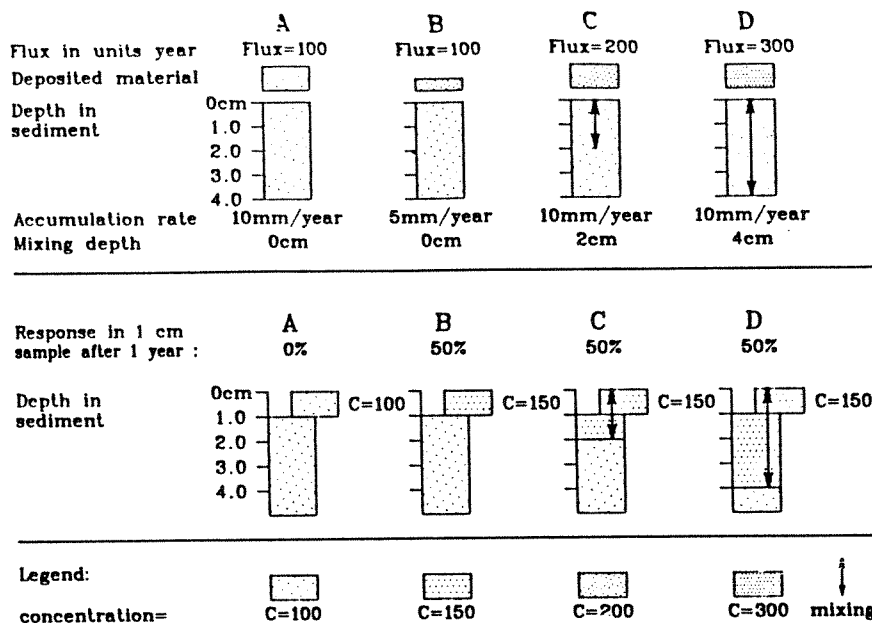 A B C D
Flux in units year Flux=100 Flux=100 Flux=200 Flux=300
Deposited material
Depth in sediment
0cm
1.0
2.0
3.0
4.0
Accumulation rate 10mm/year 5mm/year 10mm/year 10mm/year
Mixing depth 0cm 0cm 2cm 4cm
A B C D
Response in 1 cm
sample after 1 year : 0% 50% 50% 50%
Depth in
sediment
0cm
C=100 C=150 C=150 C=150
1.0
2.0
3.0
4.0
Legend:
concentration= C=100 C=150 C=200 C=300 mixing